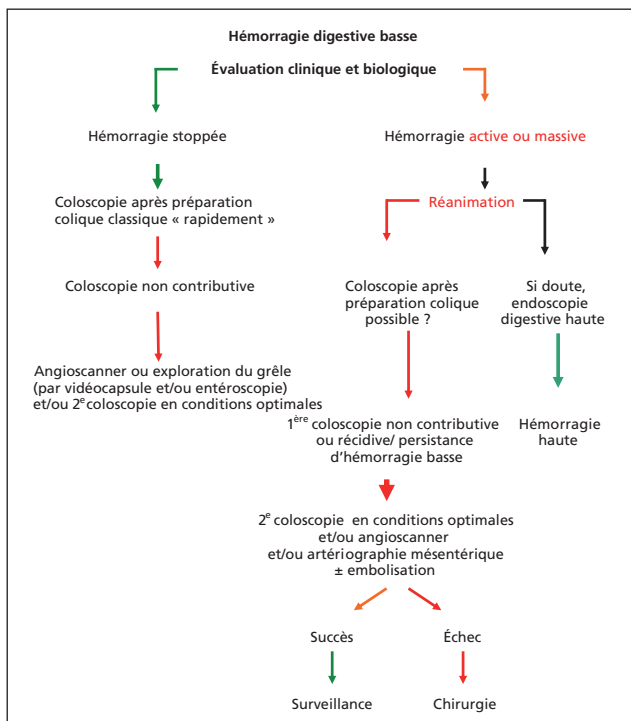 Hémorragie digestive basse
Évaluation clinique et biologique
Hémorragie stoppée
Coloscopie après préparation
colique classique « rapidement »
Coloscopie non contributive
Angioscanner ou exploration du grêle
(par vidéocapsule et/ou entéroscopie)
et/ou 2e coloscopie en conditions optimales
Hémorragie active ou massive
Réanimation
Coloscopie après
préparation colique
possible ?
Si doute,
endoscopie
digestive haute
1ère coloscopie non contributive
ou récidive/ persistance
d’hémorragie basse
Hémorragie
haute
2e coloscopie en conditions optimales
et/ou angioscanner
et/ou artériographie mésentérique
± embolisation
Succès
Échec
Surveillance
Chirurgie